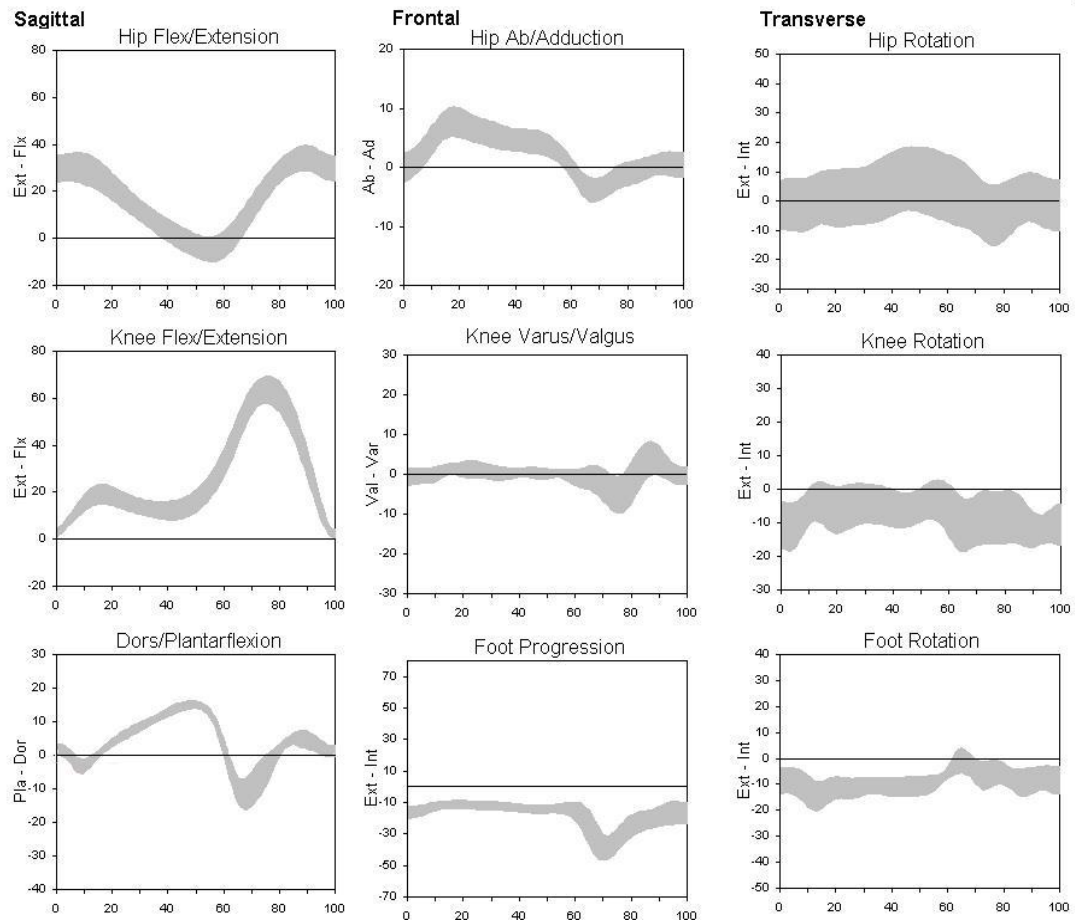 Sagittal
Frontal
Transverse
Hip Flex/Extension
Ext - Flx
80
60
40
20
0
-20
0 20 40 60 80 100
Hip Ab/Adduction
Ab - Ad
20
10
0
-10
-20
0 20 40 60 80 100
Hip Rotation
Ext - Int
50
40
30
20
10
0
-10
-20
-30
0 20 40 60 80 100
Knee Flex/Extension
Ext - Flx
80
60
40
20
0
-20
0 20 40 60 80 100
Knee Varus/Valgus
Val - Var
30
20
10
0
-10
-20
-30
0 20 40 60 80 100
Knee Rotation
Ext - Int
40
30
20
10
0
-10
-20
-30
0 20 40 60 80 100
Dors/Plantarflexion
Pla - Dor
30
20
10
0
-10
-20
-30
-40
0 20 40 60 80 100
Foot Progression
Ext - Int
70
50
30
10
-10
-30
-50
-70
0 20 40 60 80 100
Foot Rotation
Ext - Int
40
30
20
10
0
-10
-20
-30
-40
-50
0 20 40 60 80 100